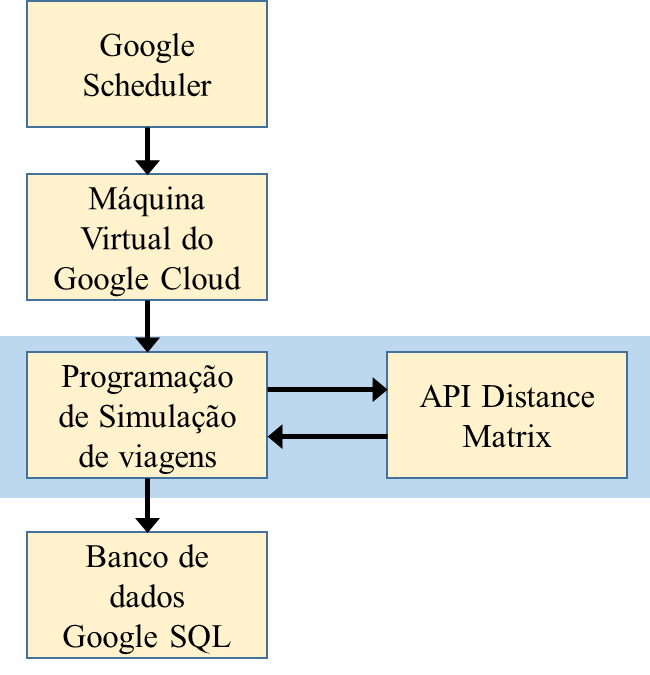 Google
Scheduler
Máquina
Virtual do
Google Cloud
Programação
de Simulação
de viagens
API Distance
Matrix
Banco de
dados
Google SQL